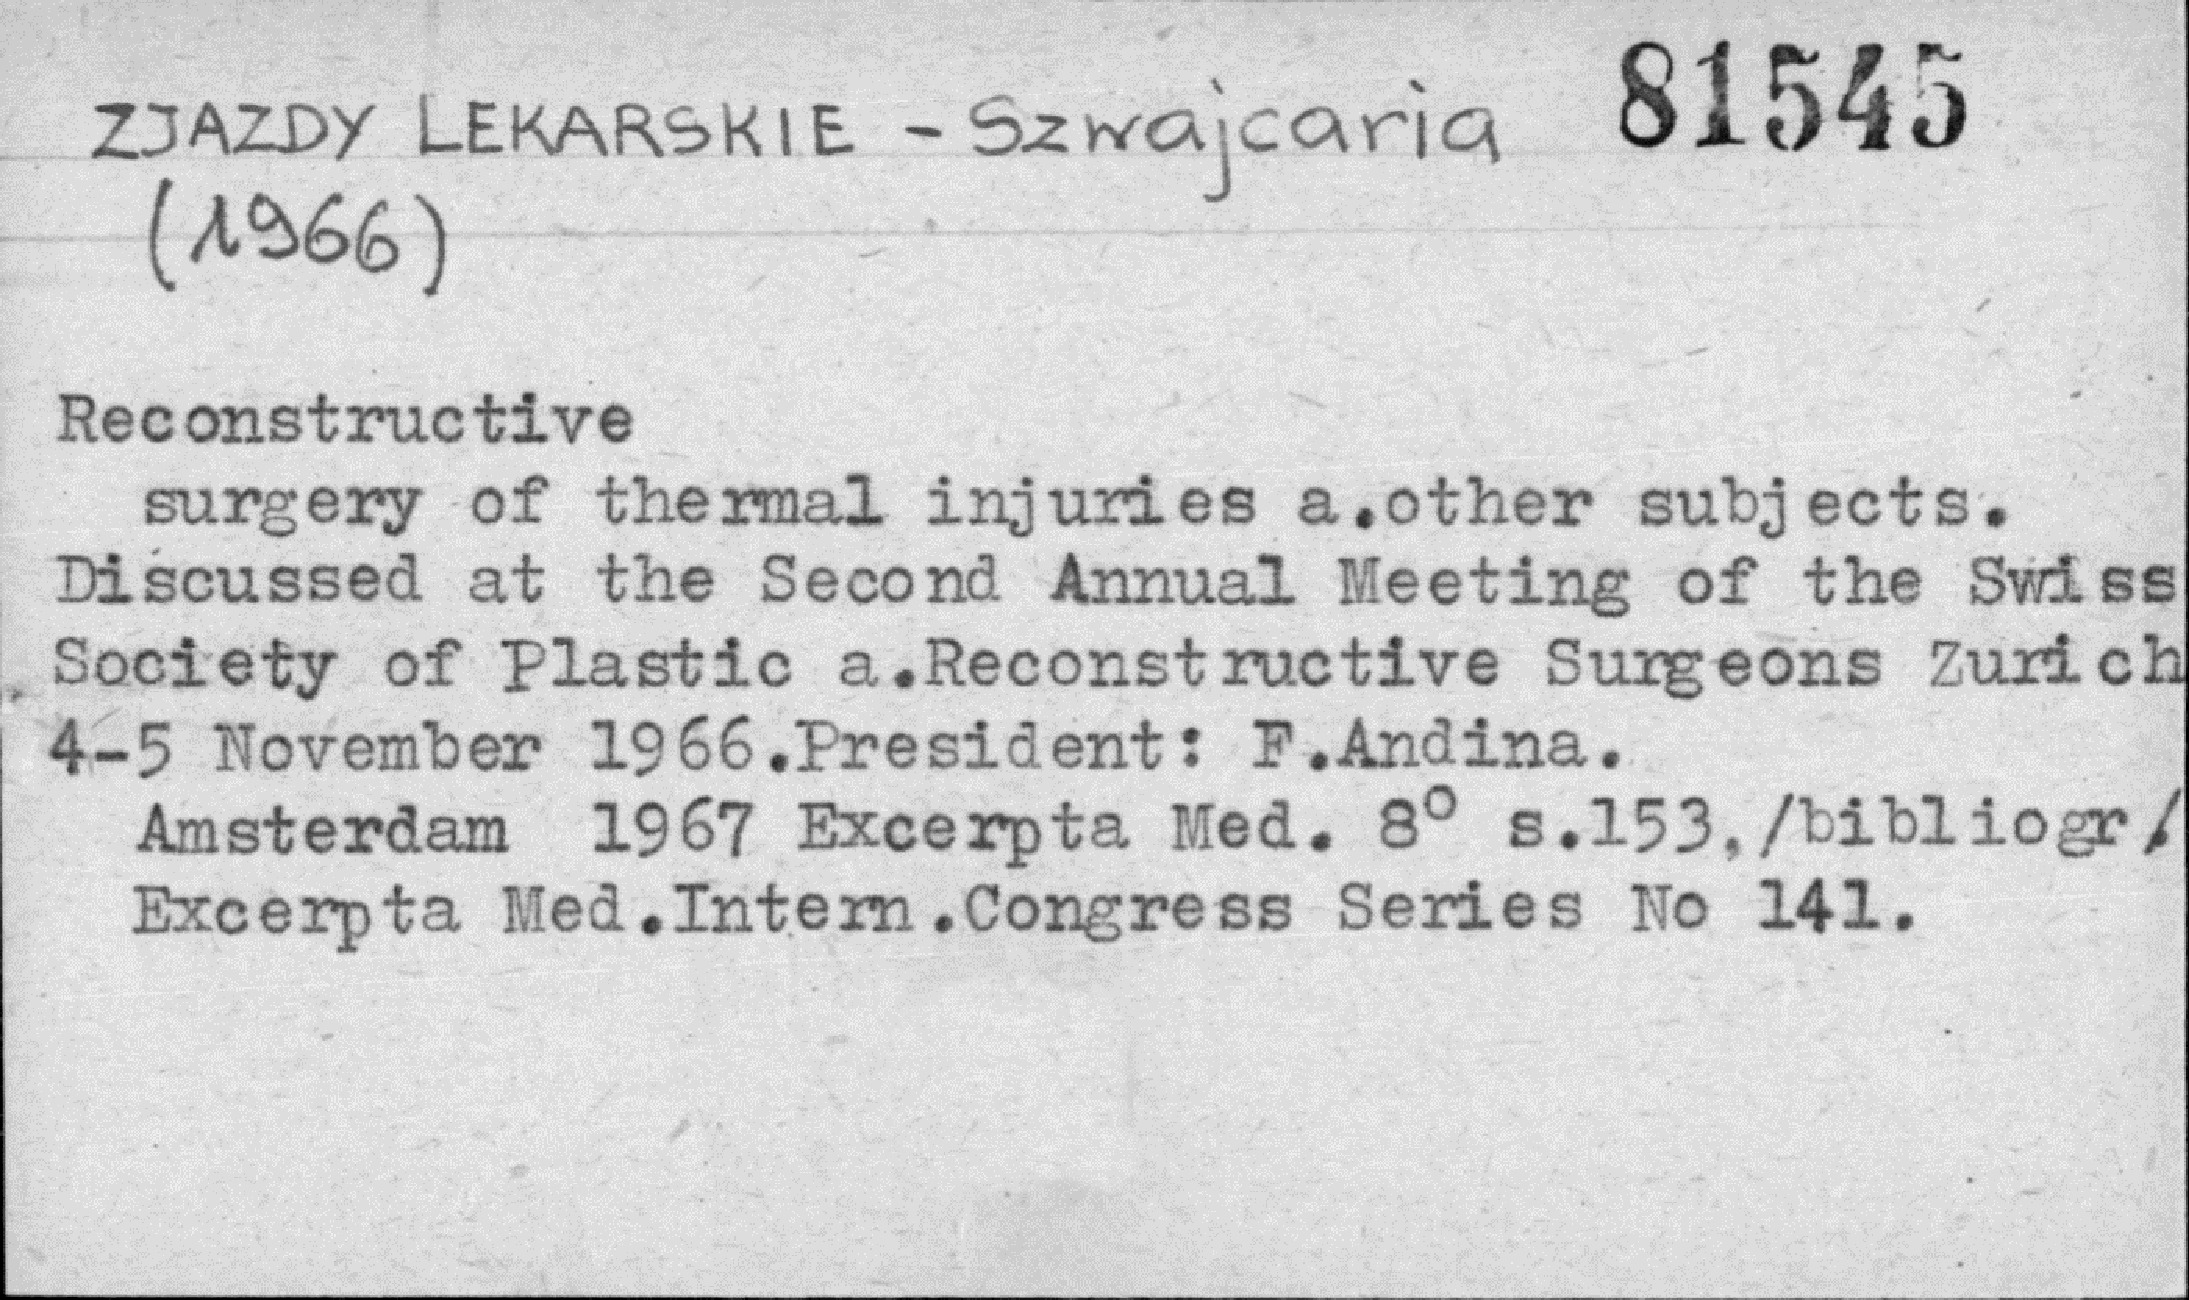 ZJAZDY LEKARSKIE - Szwajcaria 81545
(1966)
Reconstructive
surgery of thermal injuries a.other subjects.
Discussed at the Second Annual Meeting of the Swiss
Society of Plastic a.Reconstructive Surgeons Zurich
4-5 November 1966.President: F.Andina.
Amsterdam 1967 Excerpta Med. 8° s.153,/bibliogr/.
Excerpta Med.Intern.Congress Series No 141.